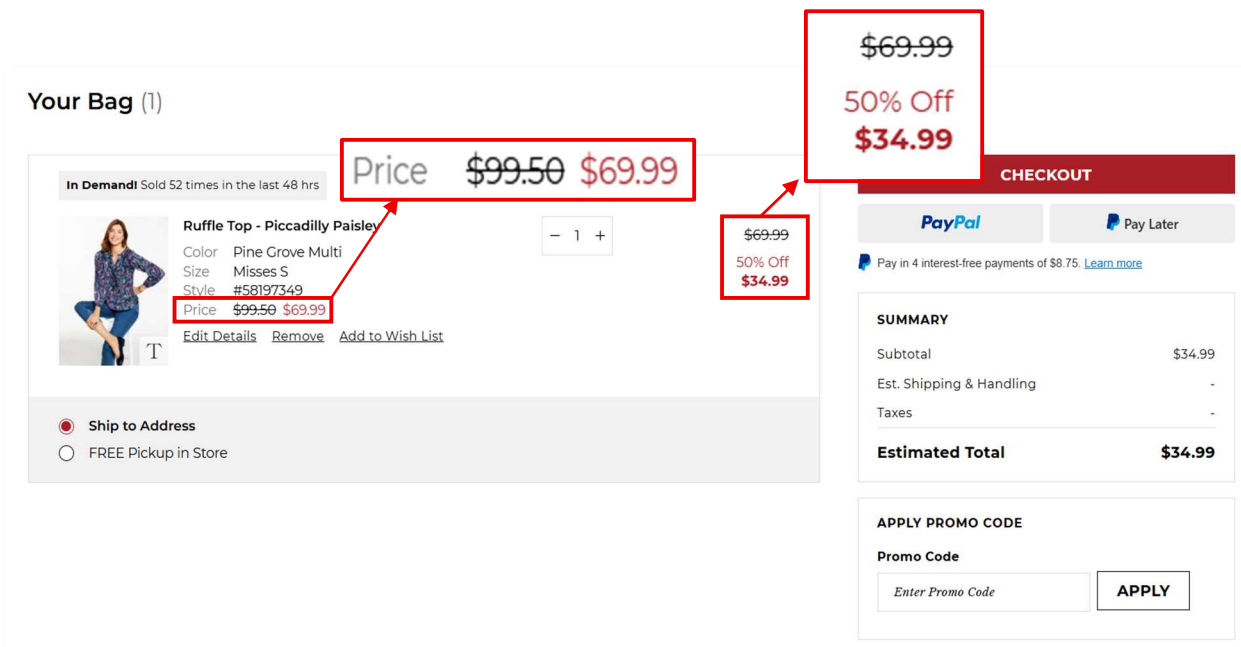 $69.99
50% Off
$34.99
Your Bag (1)
Price $99.50 $69.99
In Demand! Sold 52 times in the last 48 hrs
Ruffle Top - Piccadilly Paisley
Color Pine Grove Multi
Size Misses S
Style #58197349
Price $99.50 $69.99
Edit Details Remove Add to Wish List
T
− 1 +
$69.99
50% Off
$34.99
Ship to Address
FREE Pickup in Store
CHECKOUT
PayPal
P Pay Later
P Pay in 4 interest-free payments of $8.75. Learn more
SUMMARY
Subtotal $34.99
Est. Shipping & Handling -
Taxes -
Estimated Total $34.99
APPLY PROMO CODE
Promo Code
Enter Promo Code APPLY